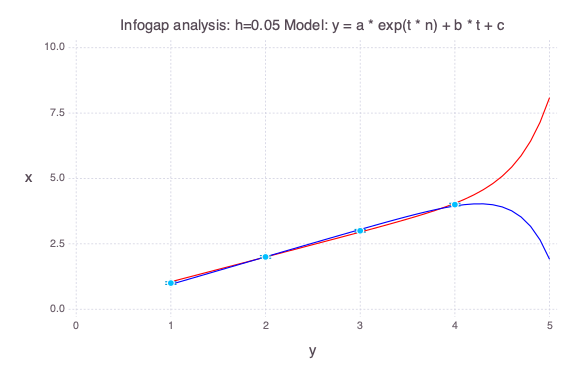 Infogap analysis: h=0.05 Model: y = a * exp(t * n) + b * t + c
10.0
7.5
x
5.0
2.5
0.0
0 1 2 3 4 5
y